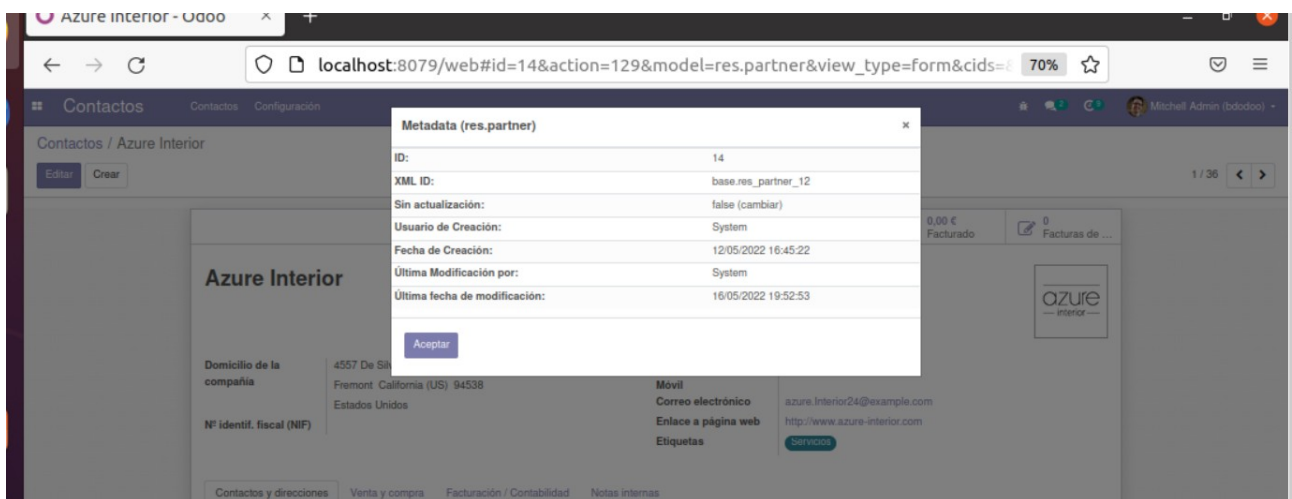 Azure Interior - Odoo
localhost:8079/web#id=14&action=129&model=res.partner&view_type=form&cids=
70%
Contactos Contactos Configuración
2 5 Mitchell Admin (bdodoo)
Contactos / Azure Interior
Editar Crear
1 / 36
Metadata (res.partner)
ID: 14
XML ID: base.res_partner_12
Sin actualización: false (cambiar)
Usuario de Creación: System
Fecha de Creación: 12/05/2022 16:45:22
Última Modificación por: System
Última fecha de modificación: 16/05/2022 19:52:53
Aceptar
0,00 €
Facturado
0
Facturas de ...
Azure Interior
azure
interior
Domicilio de la
compañía
4557 De
Fremont California (US) 94538
Estados Unidos
Nº identif. fiscal (NIF)
Móvil
Correo electrónico azure.Interior24@example.com
Enlace a página web http://www.azure-interior.com
Etiquetas Servicios
Contactos y direcciones Venta y compra Facturación / Contabilidad Notas internas